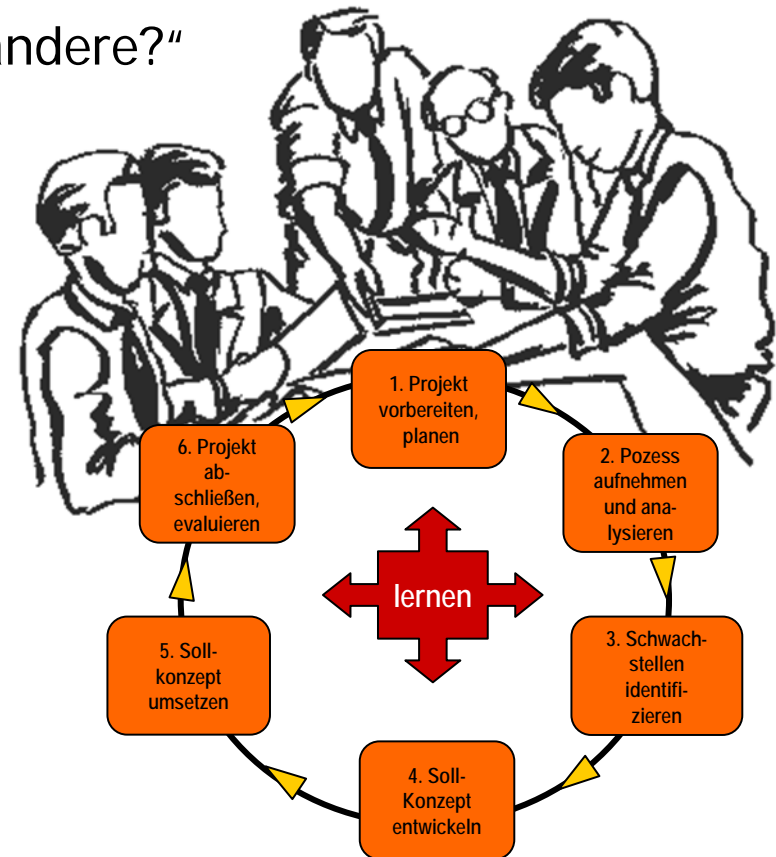 andere?“
1. Projekt
vorbereiten,
planen
2. Pozess
aufnehmen
und ana-
lysieren
3. Schwach-
stellen
identifi-
zieren
4. Soll-
Konzept
entwickeln
5. Soll-
konzept
umsetzen
6. Projekt
ab-
schließen,
evaluieren
lernen